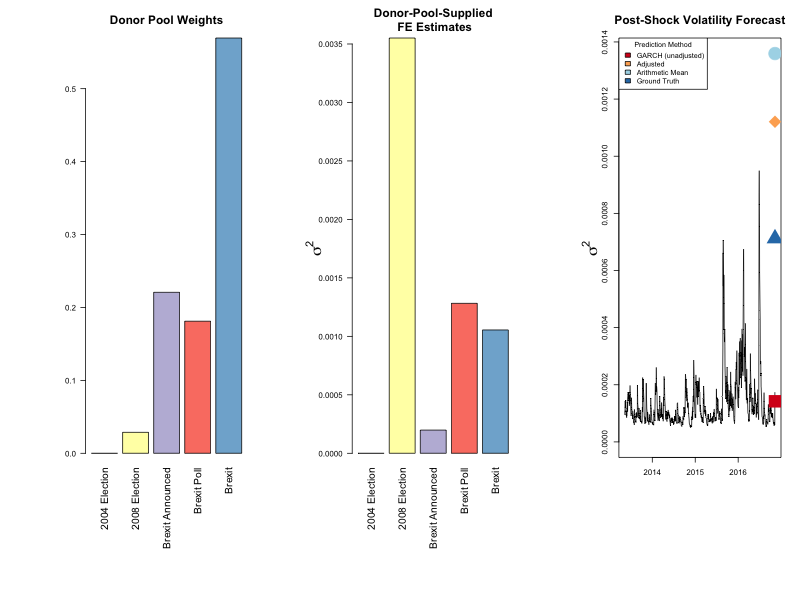 Donor Pool Weights
0.5
0.4
0.3
0.2
0.1
0.0
2004 Election
2008 Election
Brexit Announced
Brexit Poll
Brexit
Donor-Pool-Supplied
FE Estimates
σ2
0.0035
0.0030
0.0025
0.0020
0.0015
0.0010
0.0005
0.0000
2004 Election
2008 Election
Brexit Announced
Brexit Poll
Brexit
Post-Shock Volatility Forecast
σ2
0.0014
0.0012
0.0010
0.0008
0.0006
0.0004
0.0002
0.0000
Prediction Method
GARCH (unadjusted)
Adjusted
Arithmetic Mean
Ground Truth
2014
2015
2016